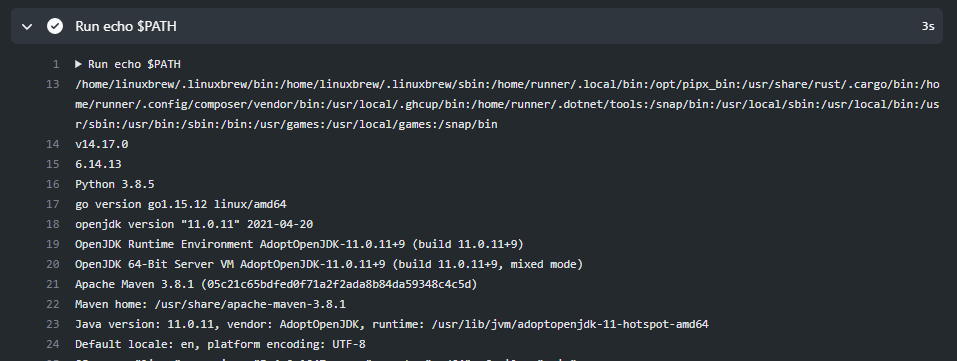 Run echo $PATH
3s
1 Run echo $PATH
13 /home/linuxbrew/.linuxbrew/bin:/home/linuxbrew/.linuxbrew/sbin:/home/runner/.local/bin:/opt/pipx_bin:/usr/share/rust/.cargo/bin:/ho
me/runner/.config/composer/vendor/bin:/usr/local/.ghcup/bin:/home/runner/.dotnet/tools:/snap/bin:/usr/local/sbin:/usr/local/bin:/us
r/sbin:/usr/bin:/sbin:/bin:/usr/games:/usr/local/games:/snap/bin
14 v14.17.0
15 6.14.13
16 Python 3.8.5
17 go version go1.15.12 linux/amd64
18 openjdk version "11.0.11" 2021-04-20
19 OpenJDK Runtime Environment AdoptOpenJDK-11.0.11+9 (build 11.0.11+9)
20 OpenJDK 64-Bit Server VM AdoptOpenJDK-11.0.11+9 (build 11.0.11+9, mixed mode)
21 Apache Maven 3.8.1 (05c21c65bdfed0f71a2f2ada8b84da59348c4c5d)
22 Maven home: /usr/share/apache-maven-3.8.1
23 Java version: 11.0.11, vendor: AdoptOpenJDK, runtime: /usr/lib/jvm/adoptopenjdk-11-hotspot-amd64
24 Default locale: en, platform encoding: UTF-8